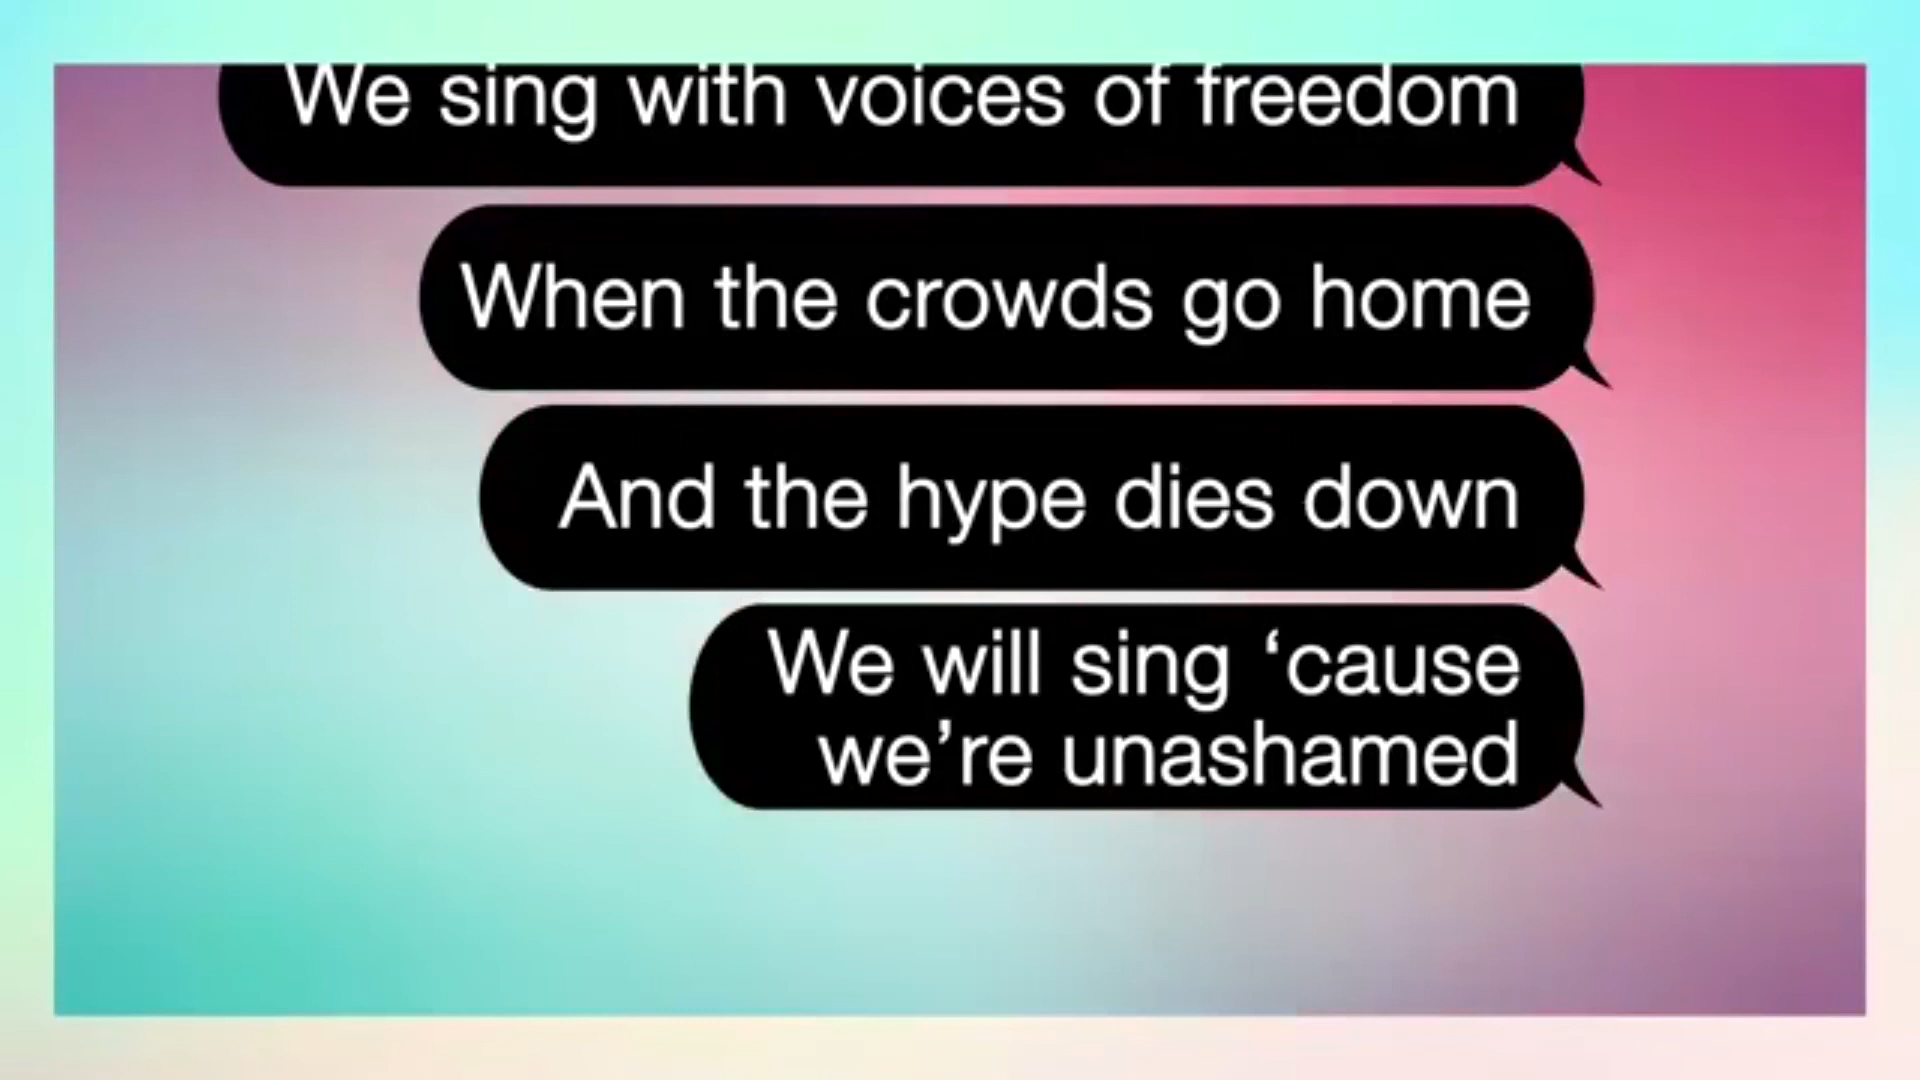 We sing with voices of freedom
When the crowds go home
And the hype dies down
We will sing ‘cause
we’re unashamed